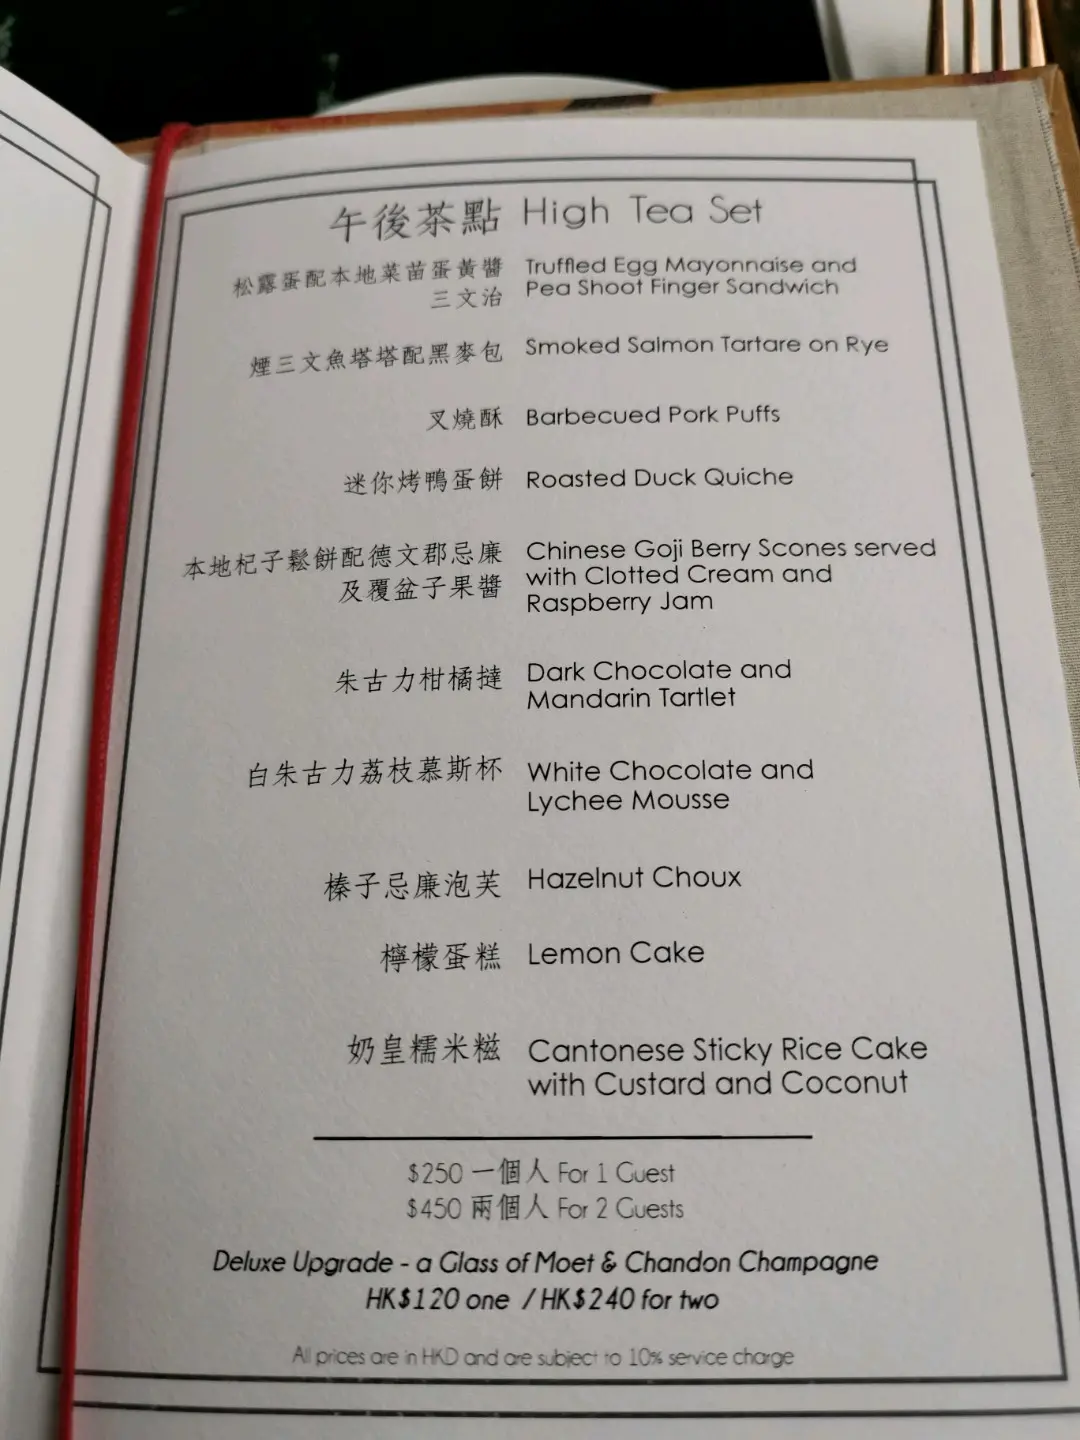 午後茶點 High Tea Set
松露蛋配本地菜苗蛋黃醬 Truffled Egg Mayonnaise and
三文治 Pea Shoot Finger Sandwich
煙三文魚塔塔配黑麥包 Smoked Salmon Tartare on Rye
叉燒酥 Barbecued Pork Puffs
迷你烤鴨蛋餅 Roasted Duck Quiche
本地杞子鬆餅配德文郡忌廉 Chinese Goji Berry Scones served
及覆盆子果醬 with Clotted Cream and
Raspberry Jam
朱古力柑橘撻 Dark Chocolate and
Mandarin Tartlet
白朱古力荔枝慕斯杯 White Chocolate and
Lychee Mousse
榛子忌廉泡芙 Hazelnut Choux
檸檬蛋糕 Lemon Cake
奶皇糯米糍 Cantonese Sticky Rice Cake
with Custard and Coconut
$250 一個人 For 1 Guest
$450 兩個人 For 2 Guests
Deluxe Upgrade - a Glass of Moet & Chandon Champagne
HK$120 one / HK$240 for two
All prices are in HKD and are subject to 10% service charge